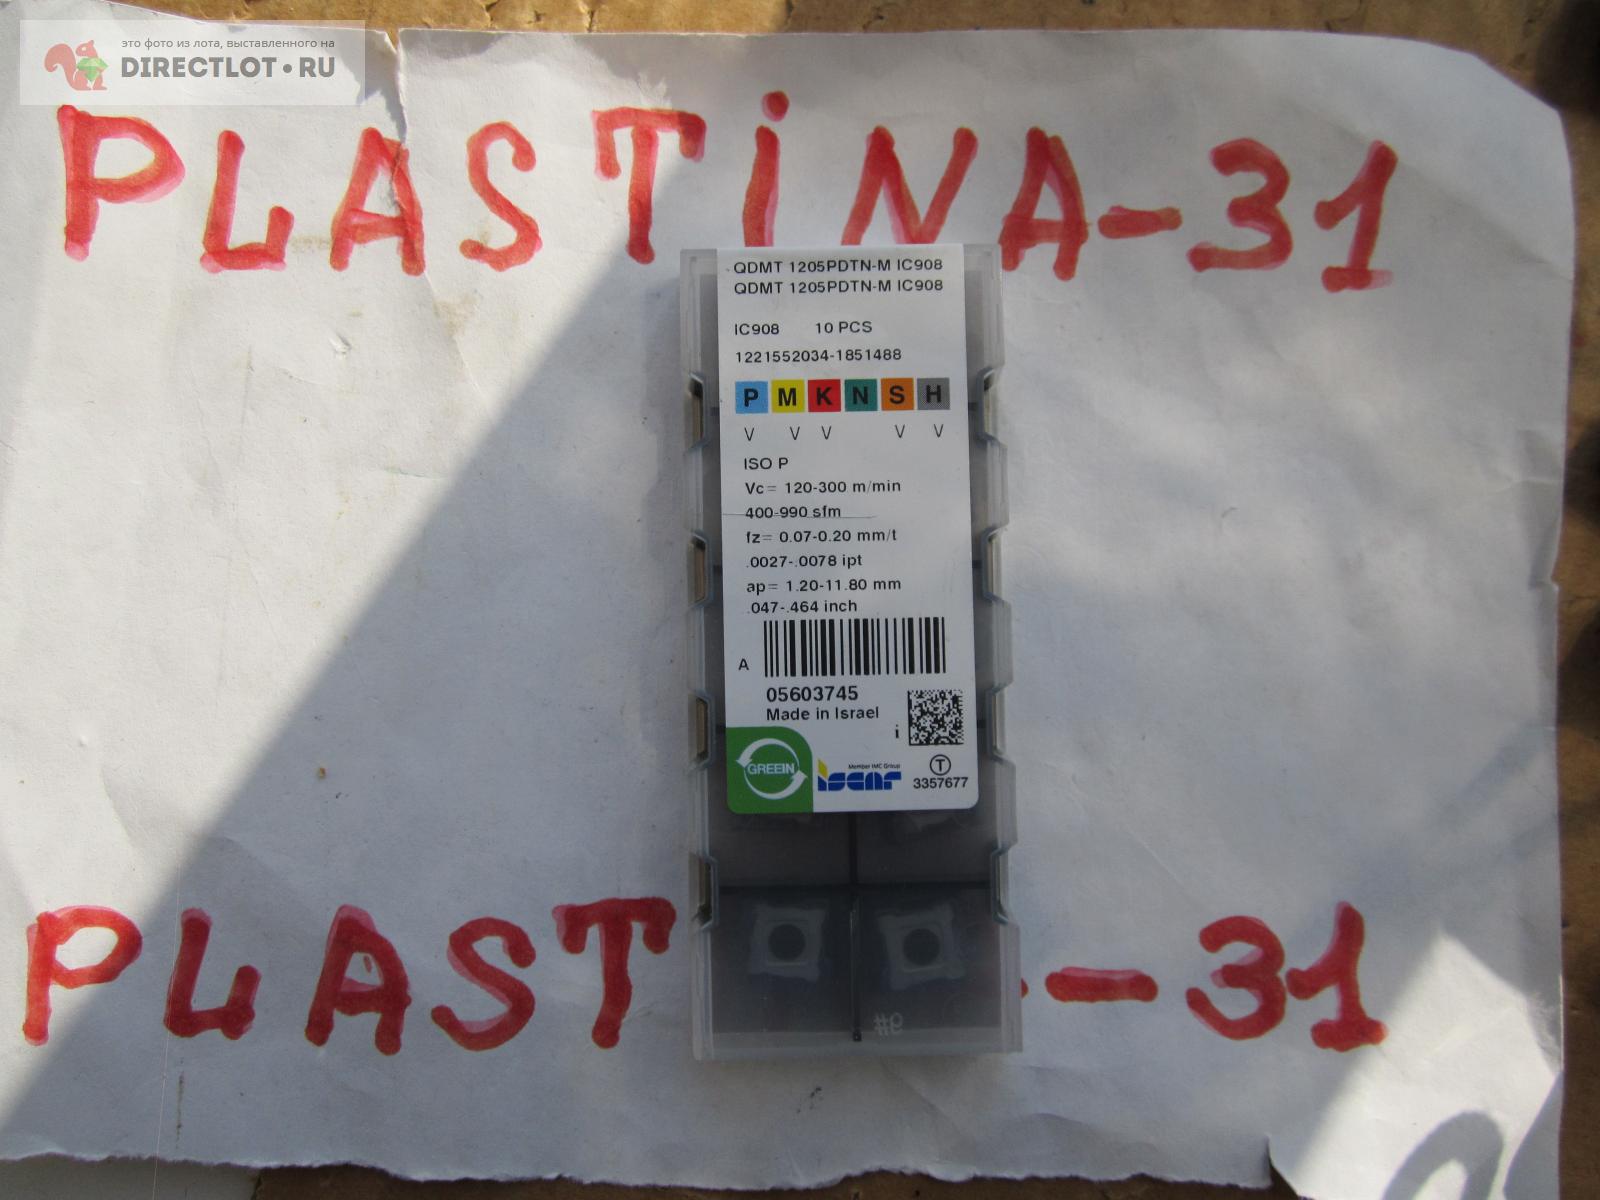 это фото из лота, выставленного на
DIRECTLOT•RU
PLASTINA-31
QDMT 1205PDTN-M IC908
QDMT 1205PDTN-M IC908
IC908 10 PCS
1221552034-1851488
P M K N S H
V V V V V
ISO P
Vc= 120-300 m/min
400-990 sfm
fz= 0.07-0.20 mm/t
.0027-.0078 ipt
ap= 1.20-11.80 mm
.047-.464 inch
A
05603745
Made in Israel
i
GREEIN
Member IMC Group
iscar
T
3357677
PLAST -31
#9